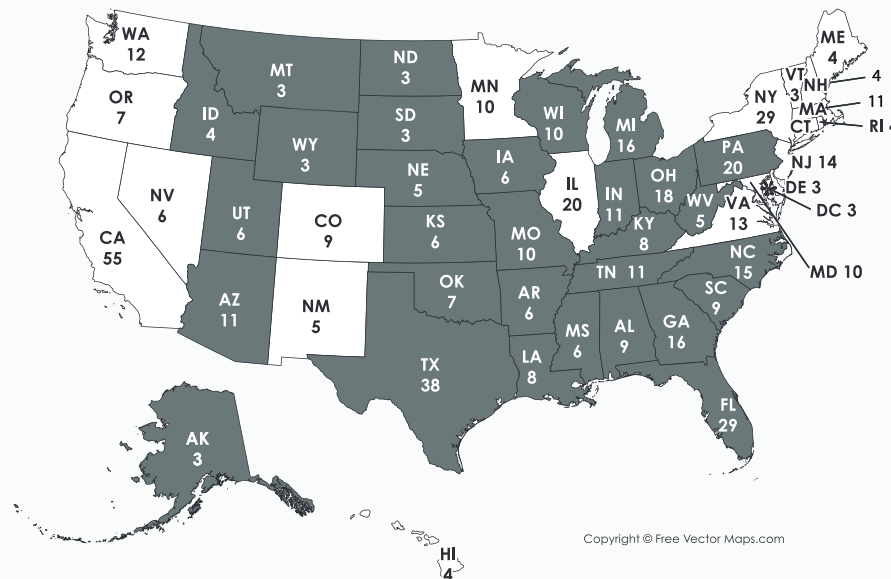 WA
12
OR
7
CA
55
NV
6
ID
4
MT
3
WY
3
UT
6
AZ
11
CO
9
NM
5
ND
3
SD
3
NE
5
KS
6
OK
7
TX
38
MN
10
IA
6
MO
10
AR
6
LA
8
WI
10
IL
20
MI
16
IN
11
OH
18
KY
8
TN 11
MS
6
AL
9
GA
16
FL
29
SC
9
NC
15
VA
13
WV
5
PA
20
NY
29
VT
3
NH
4
ME
4
MA
11
CT
RI 4
NJ 14
DE 3
DC 3
MD 10
AK
3
HI
4
Copyright © Free Vector Maps.com